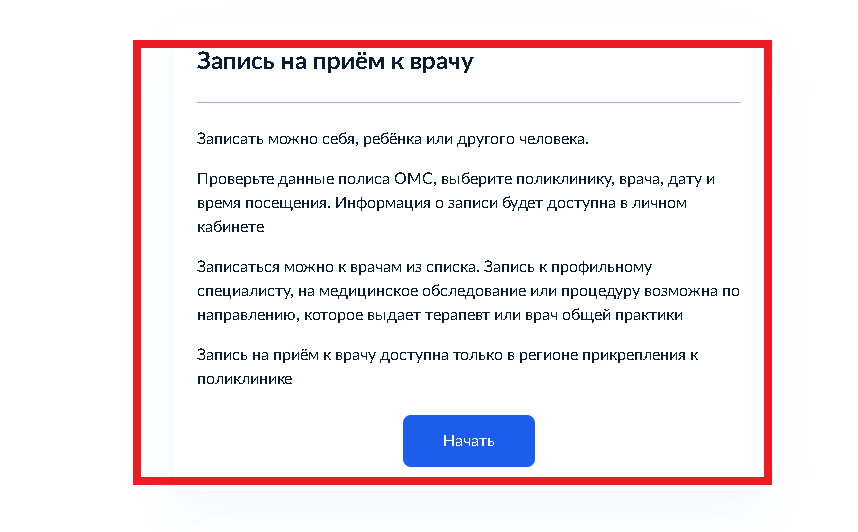 Запись на приём к врачу
Записать можно себя, ребёнка или другого человека.
Проверьте данные полиса ОМС, выберите поликлинику, врача, дату и
время посещения. Информация о записи будет доступна в личном
кабинете
Записаться можно к врачам из списка. Запись к профильному
специалисту, на медицинское обследование или процедуру возможна по
направлению, которое выдает терапевт или врач общей практики
Запись на приём к врачу доступна только в регионе прикрепления к
поликлинике
Начать